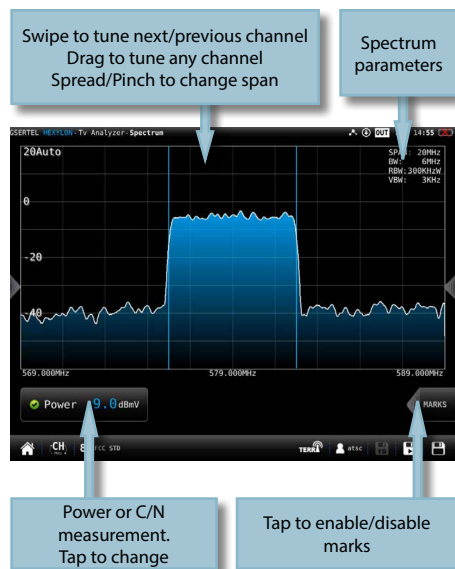 Swipe to tune next/previous channel
Drag to tune any channel
Spread/Pinch to change span
Spectrum
parameters
GSERTEL HEXYLON-Tv Analyzer-Spectrum
OUT 14:55
20Auto
SPAN: 20MHz
BW: 6MHz
RBW:300KHzW
VBW: 3KHz
0
-20
-40
569.000MHz 579.000MHz 589.000MHz
Power 9.0dBmV
MARKS
CH FCC STD TERR atsc
Power or C/N
measurement.
Tap to change
Tap to enable/disable
marks